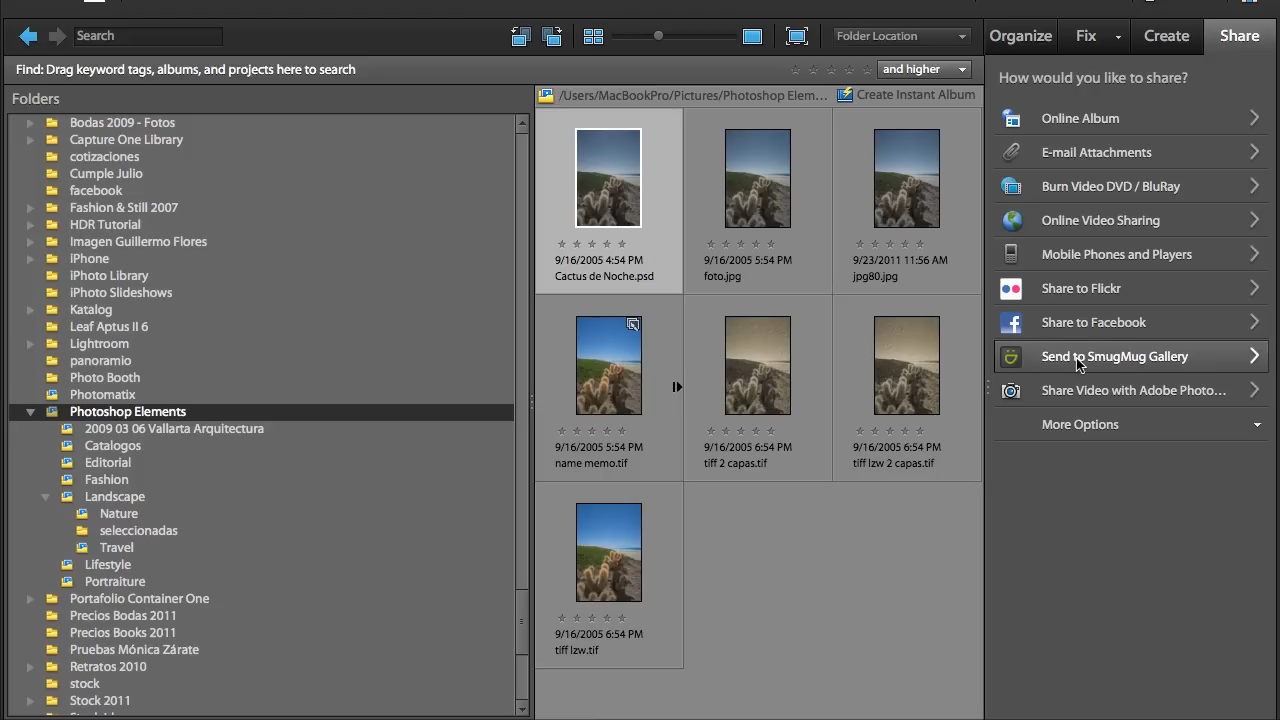 Search
Folder Location
Organize
Fix
Create
Share
Find: Drag keyword tags, albums, and projects here to search
and higher
Folders
Bodas 2009 - Fotos
Capture One Library
cotizaciones
Cumple Julio
facebook
Fashion & Still 2007
HDR Tutorial
Imagen Guillermo Flores
iPhone
iPhoto Library
iPhoto Slideshows
Katalog
Leaf Aptus II 6
Lightroom
panoramio
Photo Booth
Photomatix
Photoshop Elements
2009 03 06 Vallarta Arquitectura
Catalogos
Editorial
Fashion
Landscape
Nature
seleccionadas
Travel
Lifestyle
Portraiture
Portafolio Container One
Precios Bodas 2011
Precios Books 2011
Pruebas Mónica Zárate
Retratos 2010
stock
Stock 2011
/Users/MacBookPro/Pictures/Photoshop Elem...
Create Instant Album
9/16/2005 4:54 PM
Cactus de Noche.psd
9/16/2005 5:54 PM
foto.jpg
9/23/2011 11:56 AM
jpg80.jpg
9/16/2005 5:54 PM
name memo.tif
9/16/2005 6:54 PM
tiff 2 capas.tif
9/16/2005 6:54 PM
tiff lzw 2 capas.tif
9/16/2005 6:54 PM
tiff lzw.tif
How would you like to share?
Online Album
E-mail Attachments
Burn Video DVD / BluRay
Online Video Sharing
Mobile Phones and Players
Share to Flickr
Share to Facebook
Send to SmugMug Gallery
Share Video with Adobe Photo...
More Options